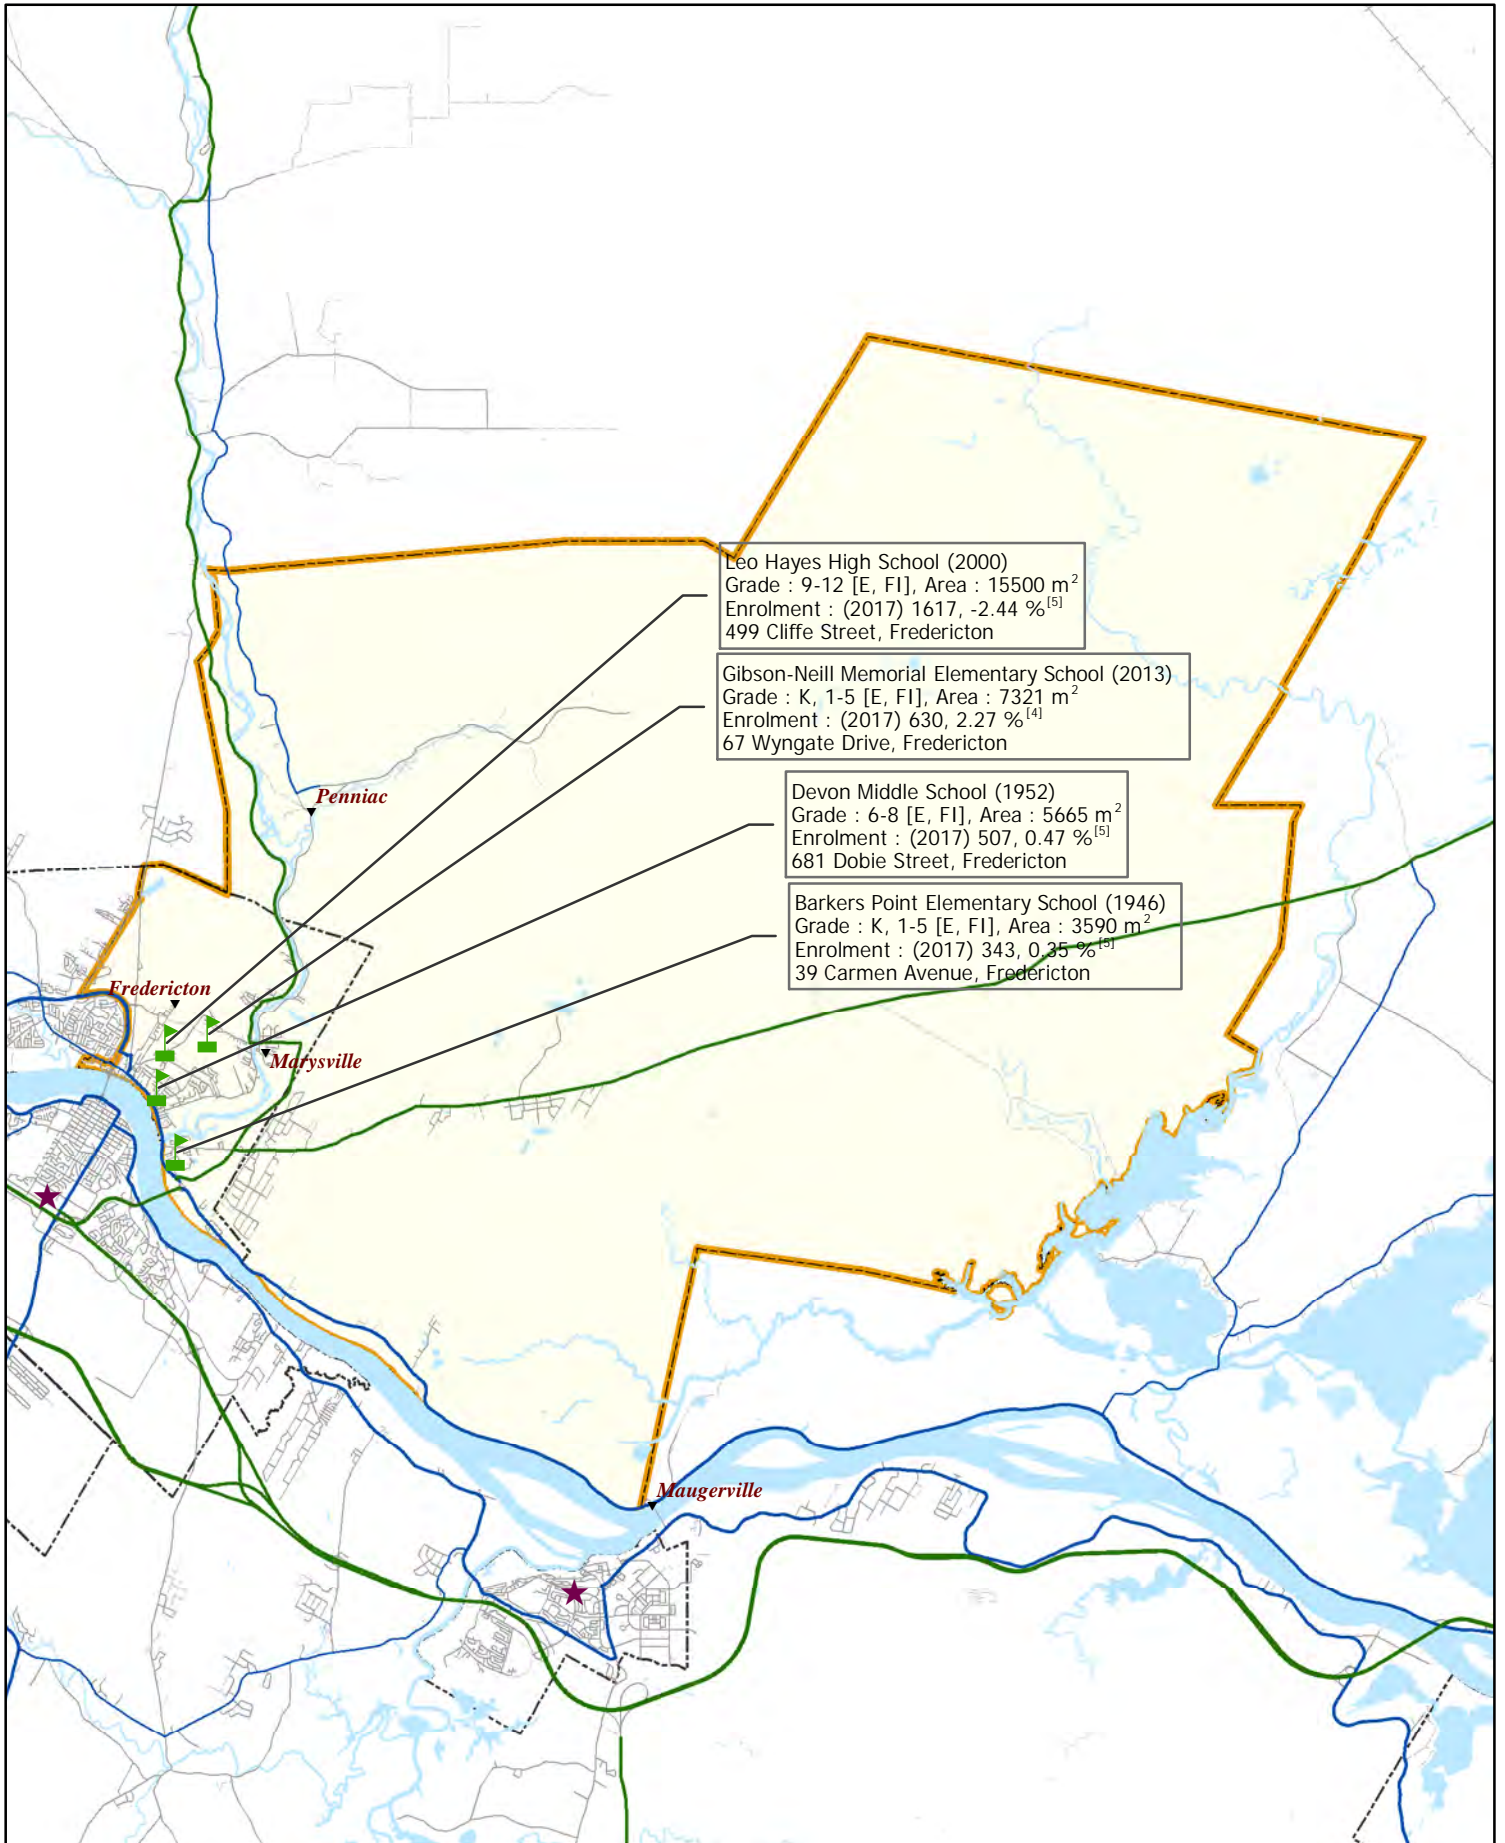 Leo Hayes High School (2000)
Grade : 9-12 [E, FI], Area : 15500 m²
Enrolment : (2017) 1617, -2.44 %[5]
499 Cliffe Street, Fredericton
Gibson-Neill Memorial Elementary School (2013)
Grade : K, 1-5 [E, FI], Area : 7321 m²
Enrolment : (2017) 630, 2.27 %[4]
67 Wyngate Drive, Fredericton
Penniac
Devon Middle School (1952)
Grade : 6-8 [E, FI], Area : 5665 m²
Enrolment : (2017) 507, 0.47 %[5]
681 Dobie Street, Fredericton
Barkers Point Elementary School (1946)
Grade : K, 1-5 [E, FI], Area : 3590 m²
Enrolment : (2017) 343, 0.35 %[5]
39 Carmen Avenue, Fredericton
Fredericton
Marysville
Maugerville